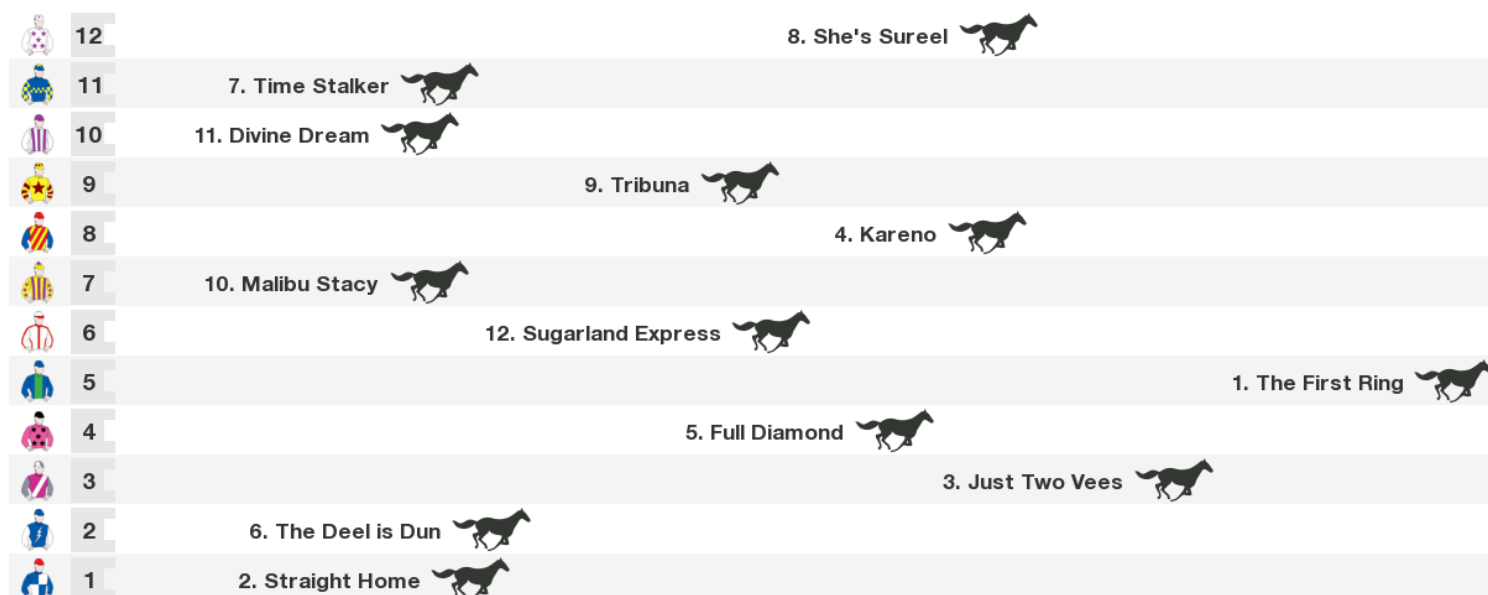 12 8. She's Sureel
11 7. Time Stalker
10 11. Divine Dream
9 9. Tribuna
8 4. Kareno
7 10. Malibu Stacy
6 12. Sugarland Express
5 1. The First Ring
4 5. Full Diamond
3 3. Just Two Vees
2 6. The Deel is Dun
1 2. Straight Home